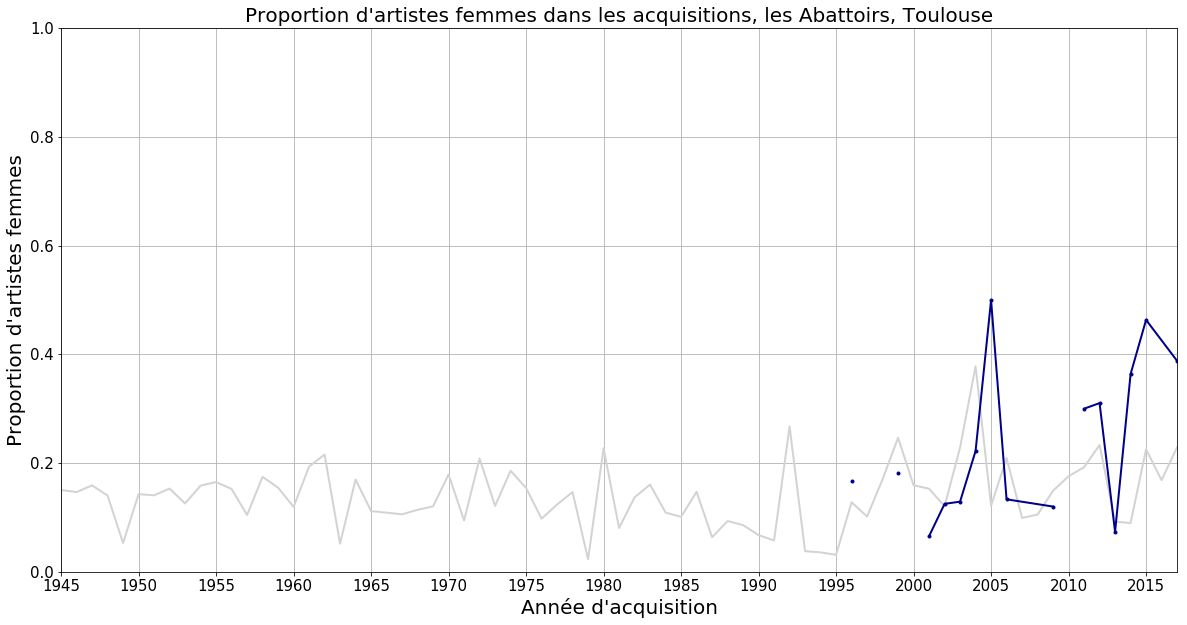 Proportion d'artistes femmes dans les acquisitions, les Abattoirs, Toulouse
Proportion d'artistes femmes
1.0
0.8
0.6
0.4
0.2
0.0
1945 1950 1955 1960 1965 1970 1975 1980 1985 1990 1995 2000 2005 2010 2015
Année d'acquisition